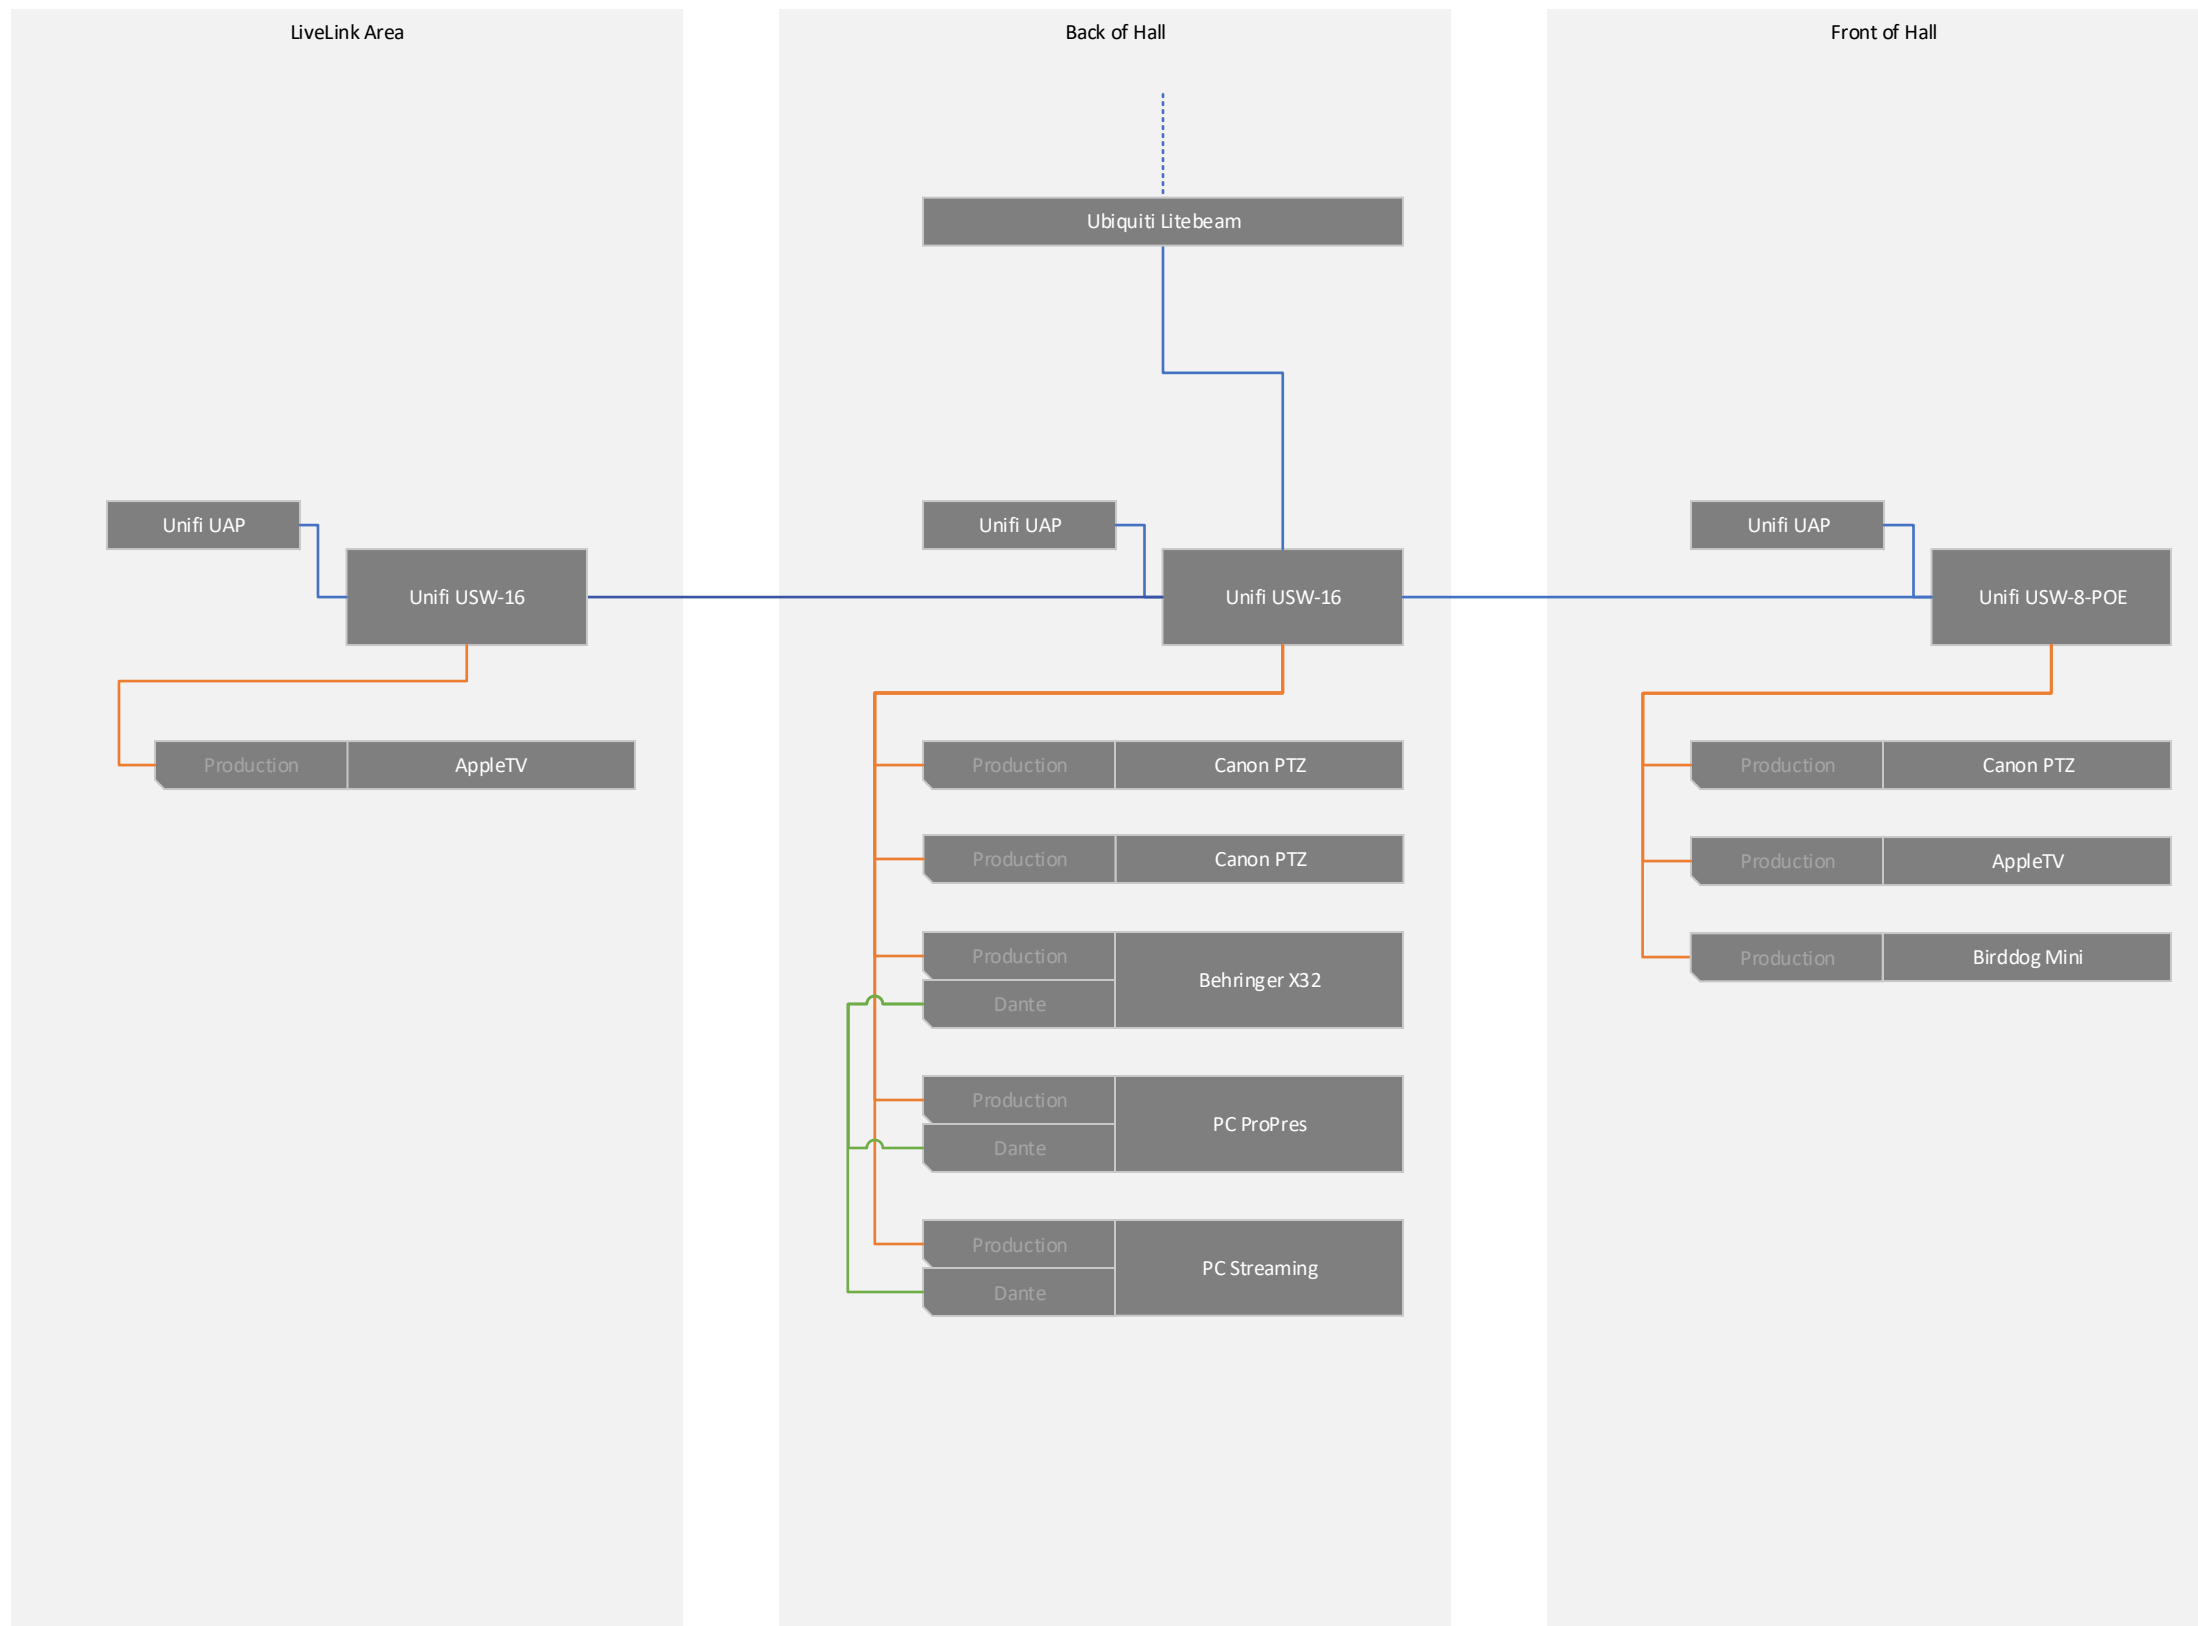 LiveLink Area
Unifi UAP
Unifi USW-16
Production
AppleTV
Back of Hall
Ubiquiti Litebeam
Unifi UAP
Unifi USW-16
Production
Canon PTZ
Production
Canon PTZ
Production
Dante
Behringer X32
Production
Dante
PC ProPres
Production
Dante
PC Streaming
Front of Hall
Unifi UAP
Unifi USW-8-POE
Production
Canon PTZ
Production
AppleTV
Production
Birddog Mini